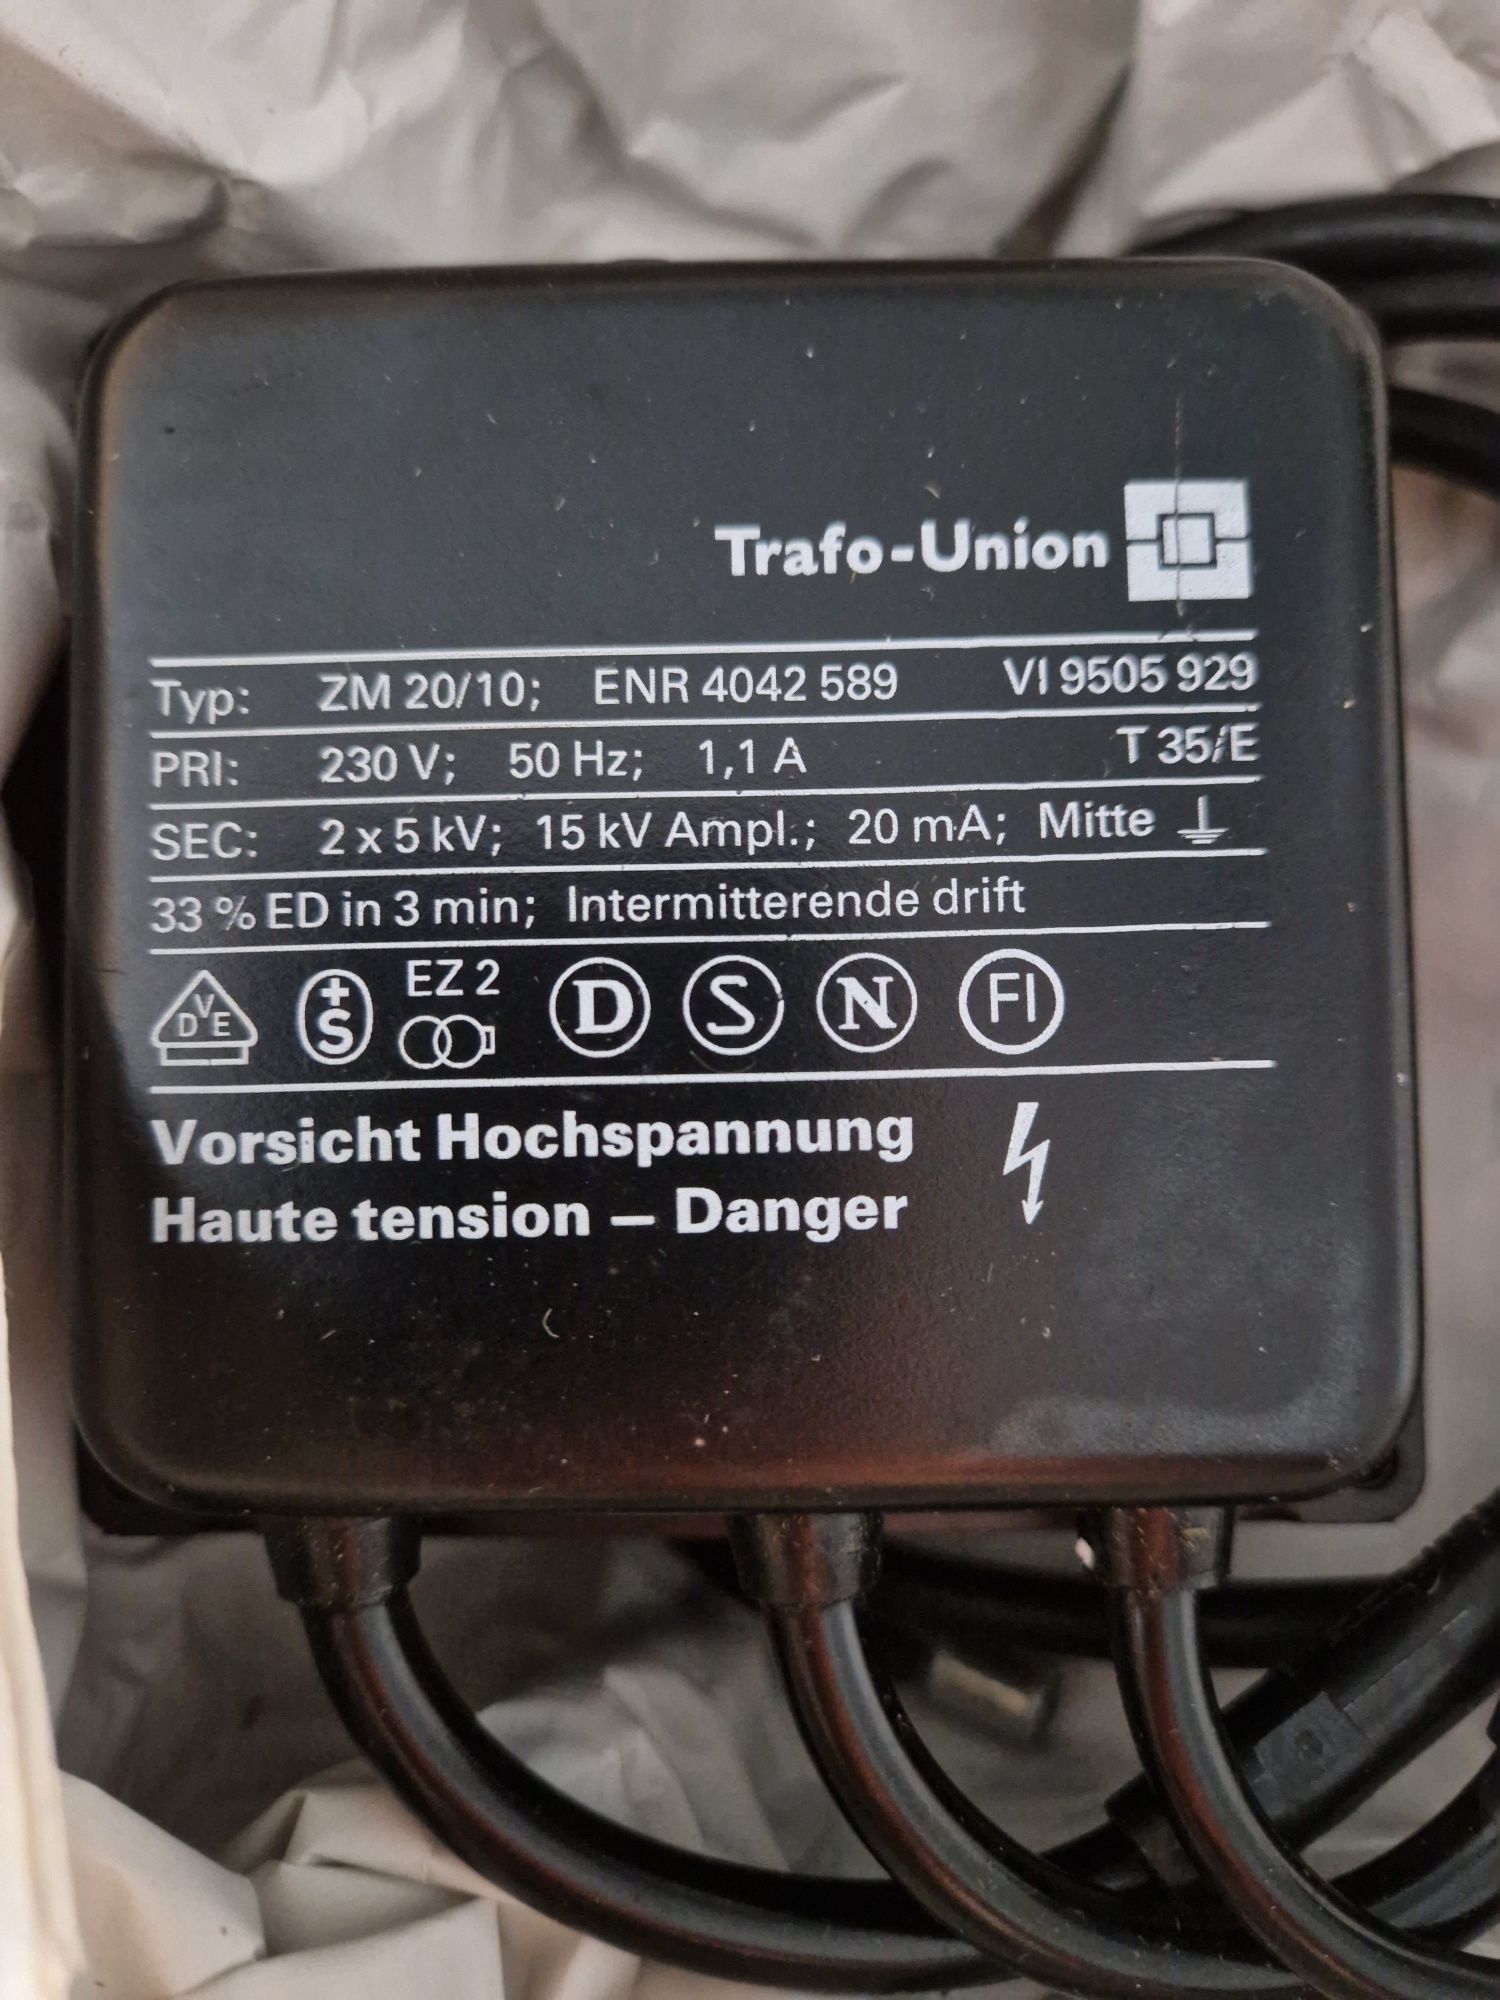 Trafo-Union
Typ: ZM 20/10; ENR 4042 589 VI 9505 929
PRI: 230 V; 50 Hz; 1,1 A T 35/E
SEC: 2 x 5 kV; 15 kV Ampl.; 20 mA; Mitte
33 % ED in 3 min; Intermitterende drift
DVE +S EZ 2 D S N FI
Vorsicht Hochspannung
Haute tension – Danger